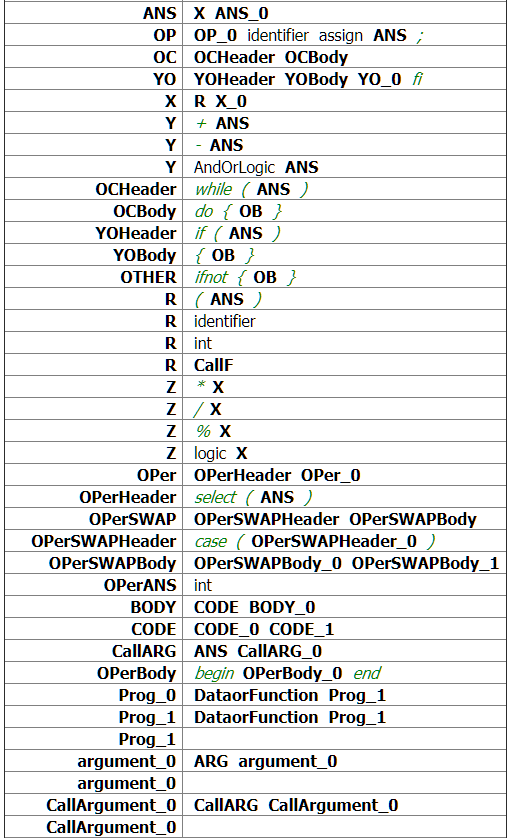 ANS X ANS_0
OP OP_0 identifier assign ANS ;
OC OCHeader OCBody
YO YOHeader YOBody YO_0 fi
X R X_0
Y + ANS
Y - ANS
Y AndOrLogic ANS
OCHeader while ( ANS )
OCBody do { OB }
YOHeader if ( ANS )
YOBody { OB }
OTHER ifnot { OB }
R ( ANS )
R identifier
R int
R CallF
Z * X
Z / X
Z % X
Z logic X
OPer OPerHeader OPer_0
OPerHeader select ( ANS )
OPerSWAP OPerSWAPHeader OPerSWAPBody
OPerSWAPHeader case ( OPerSWAPHeader_0 )
OPerSWAPBody OPerSWAPBody_0 OPerSWAPBody_1
OPerANS int
BODY CODE BODY_0
CODE CODE_0 CODE_1
CallARG ANS CallARG_0
OPerBody begin OPerBody_0 end
Prog_0 DataorFunction Prog_1
Prog_1 DataorFunction Prog_1
Prog_1
argument_0 ARG argument_0
argument_0
CallArgument_0 CallARG CallArgument_0
CallArgument_0